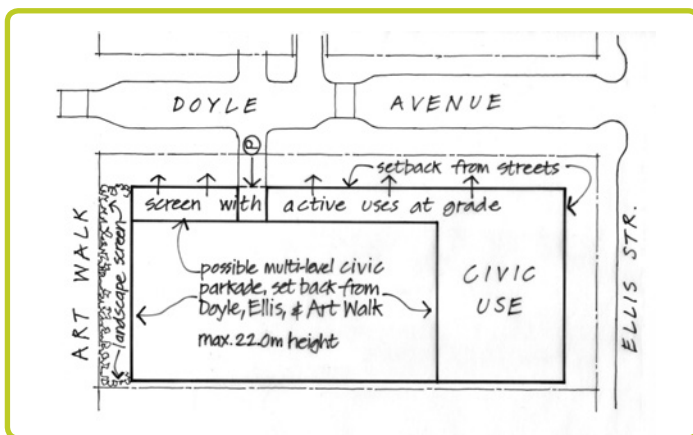 DOYLE AVENUE
P
setback from streets
screen with active uses at grade
ART WALK
landscape screen
possible multi-level civic
parkade, set back from
Doyle, Ellis, & Art Walk
max. 22.0m height
CIVIC
USE
ELLIS STR.